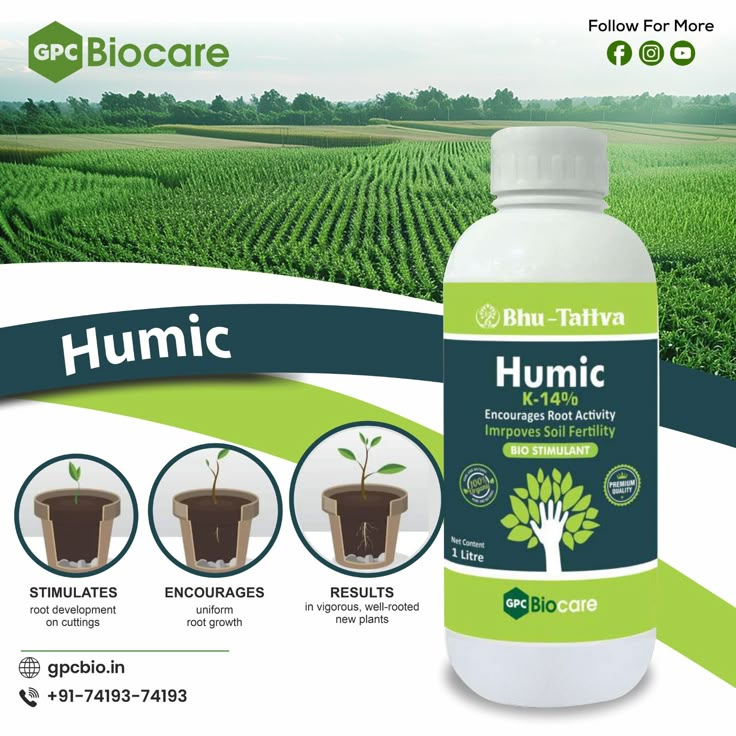 GPC Biocare
Follow For More
Humic
Bhu-Tattva
Humic
K-14%
Encourages Root Activity
Imrpoves Soil Fertility
BIO STIMULANT
100%
Organic
PREMIUM
QUALITY
Net Content
1 Litre
GPC Biocare
STIMULATES
root development
on cuttings
ENCOURAGES
uniform
root growth
RESULTS
in vigorous, well-rooted
new plants
gpcbio.in
+91-74193-74193